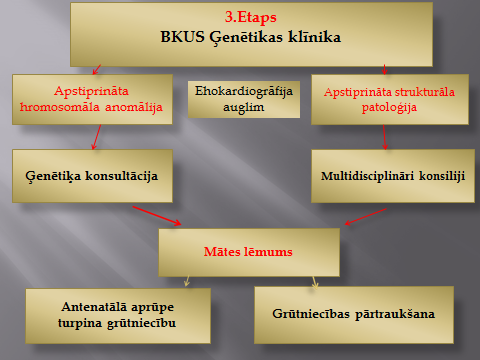 3.Etaps
BKUS Ģenētikas klīnika
Apstiprināta
hromosomāla anomālija
Ehokardiogrāfija
auglim
Apstiprināta strukturāla
patoloģija
Ģenētiķa konsultācija
Multidisciplināri konsiliji
Mātes lēmums
Antenatālā aprūpe
turpina grūtniecību
Grūtniecības pārtraukšana